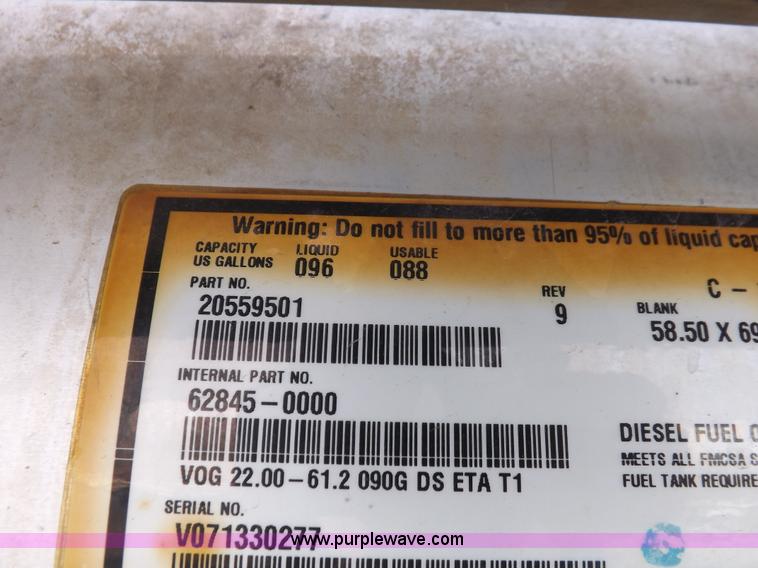 Warning: Do not fill to more than 95% of liquid cap
CAPACITY LIQUID USABLE
US GALLONS 096 088
PART NO. REV C –
20559501 9 BLANK
58.50 X 69
INTERNAL PART NO.
62845-0000
DIESEL FUEL
MEETS ALL FMCSA S
VOG 22.00-61.2 090G DS ETA T1
FUEL TANK REQUIRE
SERIAL NO.
V071330277
www.purplewave.com